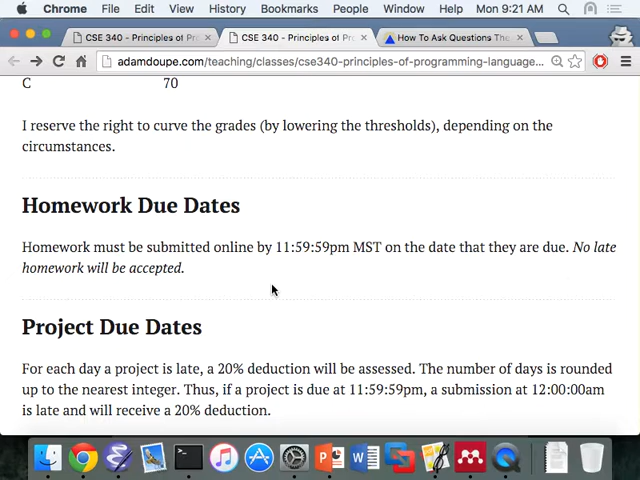 Chrome File Edit View History Bookmarks People Window Help Mon 9:21 AM
CSE 340 - Principles of Pro
CSE 340 - Principles of Pro
How To Ask Questions The
adamdoupe.com/teaching/classes/cse340-principles-of-programming-language...
C 70
I reserve the right to curve the grades (by lowering the thresholds), depending on the
circumstances.
Homework Due Dates
Homework must be submitted online by 11:59:59pm MST on the date that they are due. No late
homework will be accepted.
Project Due Dates
For each day a project is late, a 20% deduction will be assessed. The number of days is rounded
up to the nearest integer. Thus, if a project is due at 11:59:59pm, a submission at 12:00:00am
is late and will receive a 20% deduction.